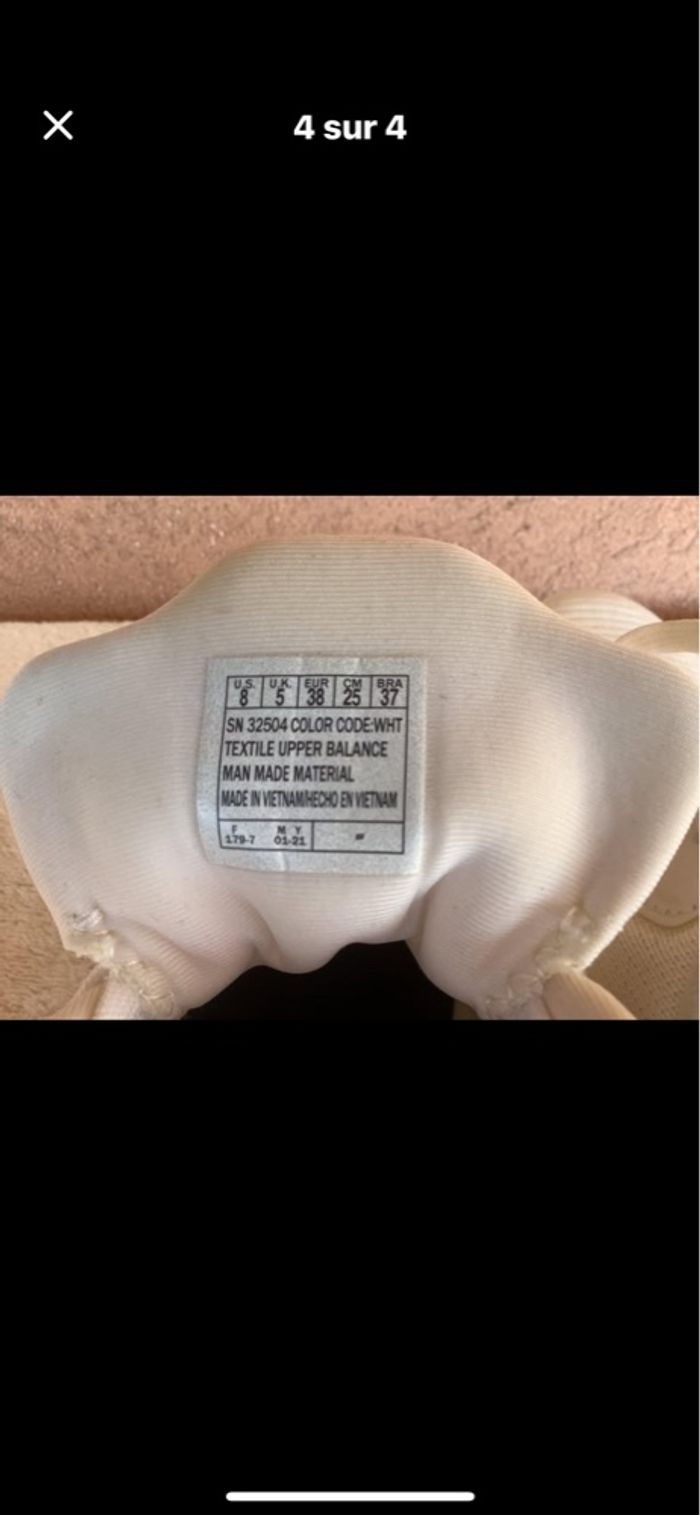 4 sur 4
U.S. U.K. EUR CM BRA
8 5 38 25 37
SN 32504 COLOR CODE:WHT
TEXTILE UPPER BALANCE
MAN MADE MATERIAL
MADE IN VIETNAM/HECHO EN VIETNAM
F M Y
179-7 01-21